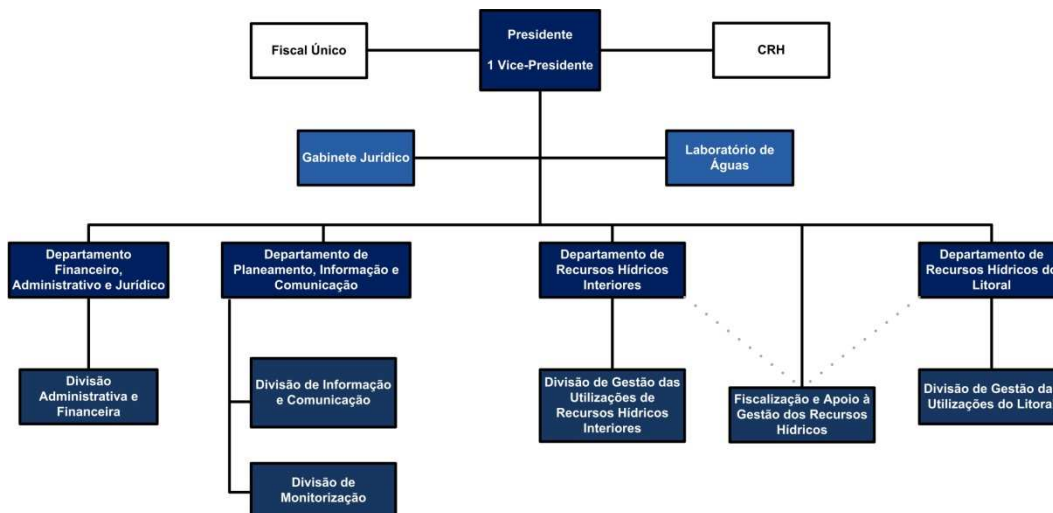 Presidente
1 Vice-Presidente
Fiscal Único
CRH
Gabinete Jurídico
Laboratório de
Águas
Departamento
Financeiro,
Administrativo e Jurídico
Departamento de
Planeamento, Informação e
Comunicação
Departamento de
Recursos Hídricos
Interiores
Departamento de
Recursos Hídricos do
Litoral
Divisão
Administrativa e
Financeira
Divisão de Informação
e Comunicação
Divisão de Gestão das
Utilizações de
Recursos Hídricos
Interiores
Fiscalização e Apoio à
Gestão dos Recursos
Hídricos
Divisão de Gestão das
Utilizações do Litoral
Divisão de
Monitorização